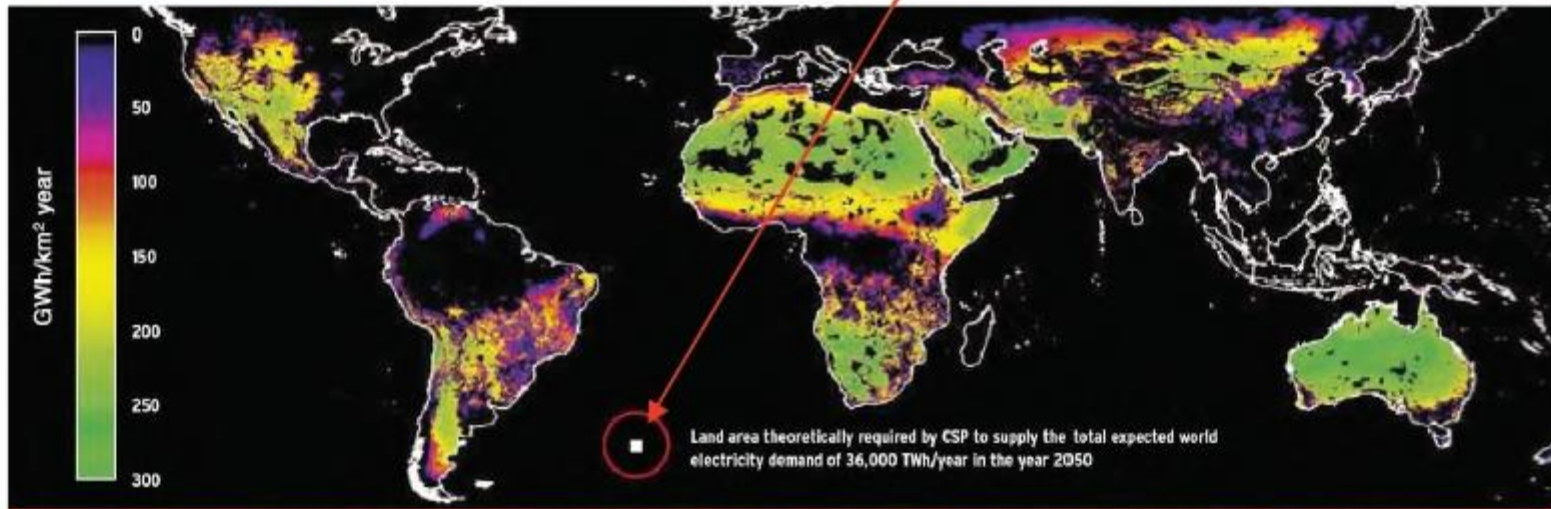 0
50
100
150
200
250
300
GWh/km² year
Land area theoretically required by CSP to supply the total expected world
electricity demand of 36,000 TWh/year in the year 2050